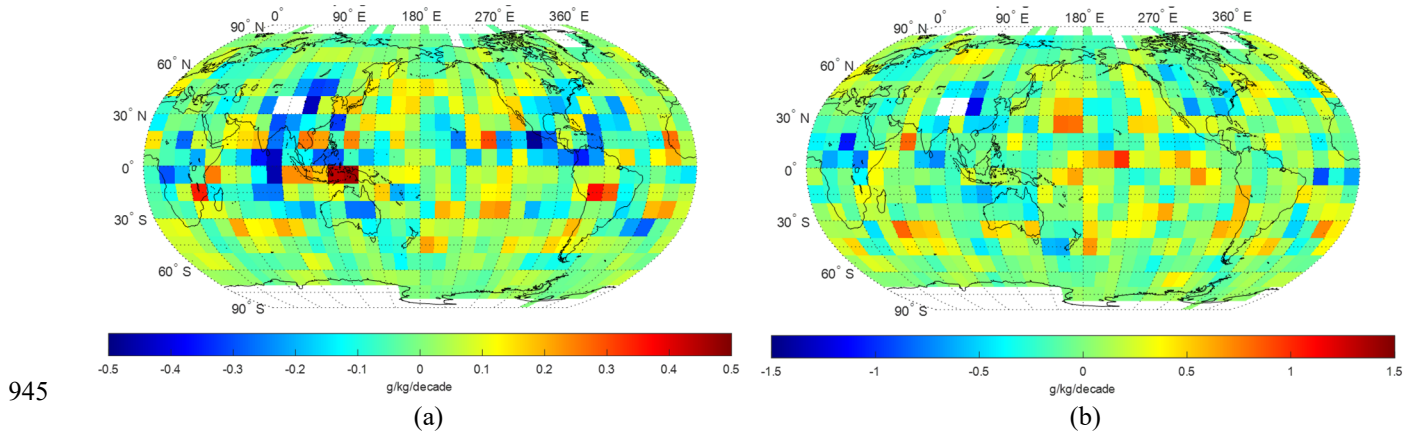 0° 90° E 180° E 270° E 360° E
90° N
60° N
30° N
0°
30° S
60° S
90° S
-0.5 -0.4 -0.3 -0.2 -0.1 0 0.1 0.2 0.3 0.4 0.5
g/kg/decade
(a)
0° 90° E 180° E 270° E 360° E
90° N
60° N
30° N
0°
30° S
60° S
90° S
-1.5 -1 -0.5 0 0.5 1 1.5
g/kg/decade
(b)
945